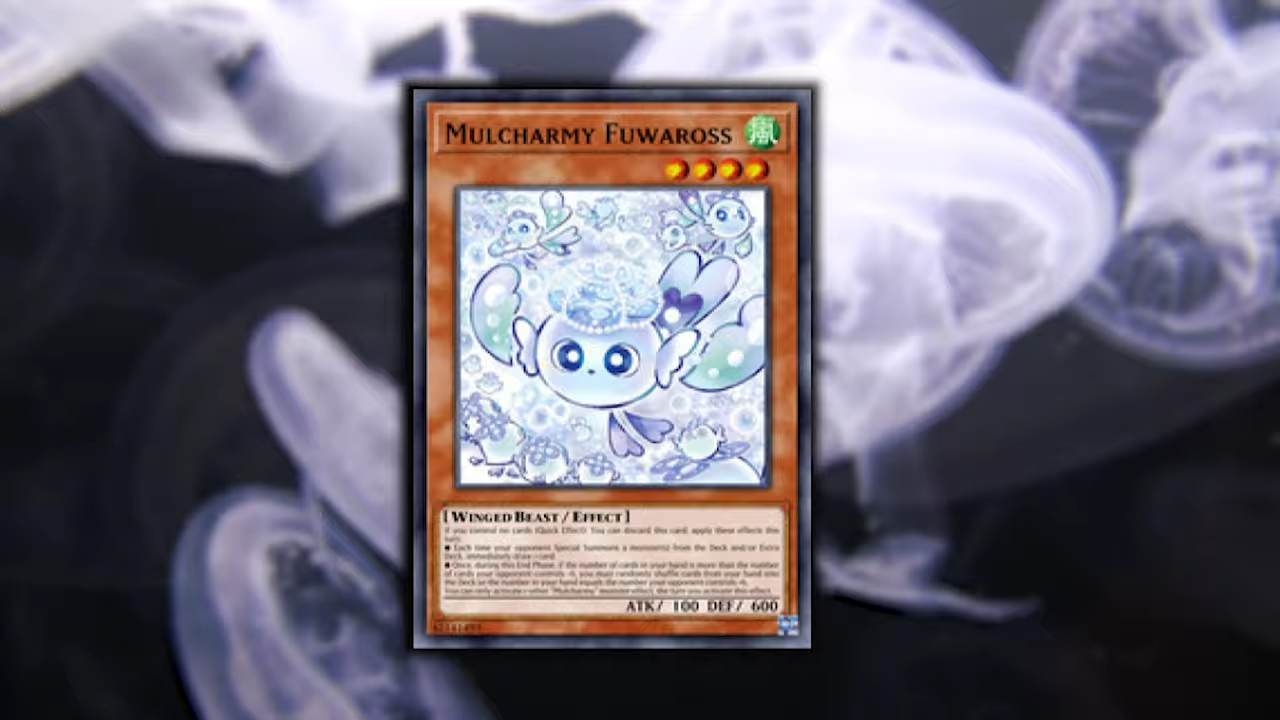 MULCHARMY FUWAROSS 風
[WINGED BEAST / EFFECT]
If you control no cards (Quick Effect): You can discard this card; apply these effects this
turn.
● Each time your opponent Special Summons a monster(s) from the Deck and/or Extra
Deck, immediately draw 1 card.
● Once, during this End Phase, if the number of cards in your hand is more than the number
of cards your opponent controls +6, you must randomly shuffle cards from your hand into
the Deck so the number in your hand equals the number your opponent controls +6.
You can only activate 1 other "Mulcharmy" monster effect, the turn you activate this effect.
ATK/ 100 DEF/ 600